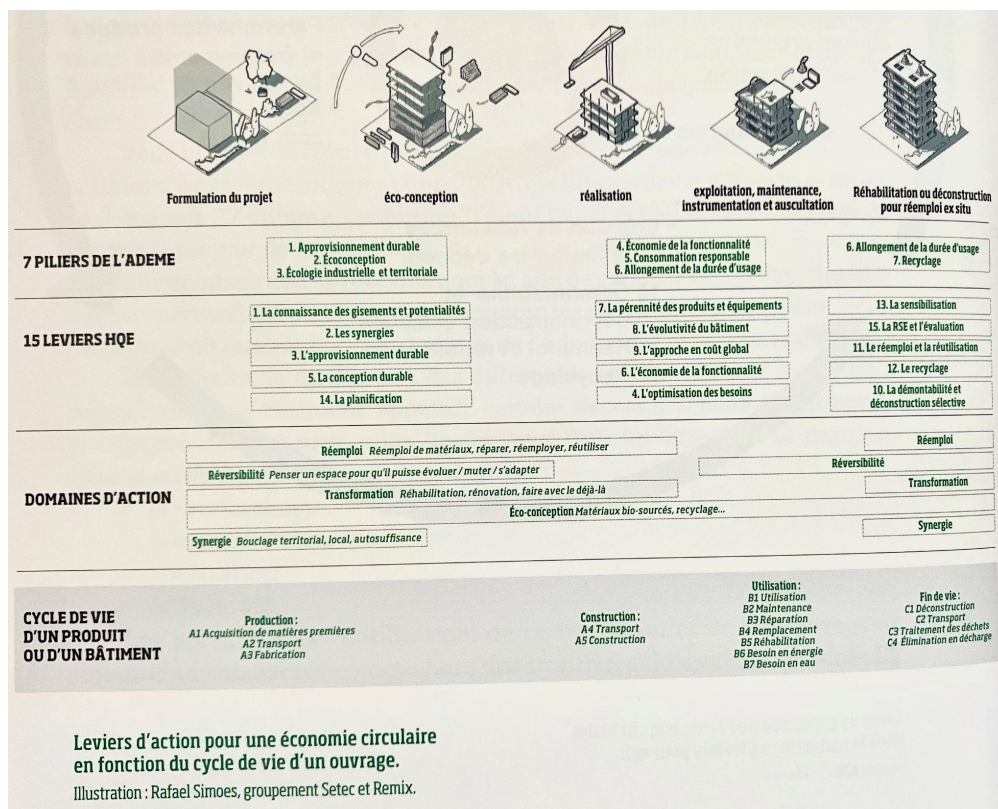 Formulation du projet
éco-conception
réalisation
exploitation, maintenance,
instrumentation et auscultation
Réhabilitation ou déconstruction
pour réemploi ex situ
7 PILIERS DE L'ADEME
1. Approvisionnement durable
2. Écoconception
3. Écologie industrielle et territoriale
4. Économie de la fonctionnalité
5. Consommation responsable
6. Allongement de la durée d'usage
6. Allongement de la durée d'usage
7. Recyclage
15 LEVIERS HQE
1. La connaissance des gisements et potentialités
2. Les synergies
3. L'approvisionnement durable
5. La conception durable
14. La planification
7. La pérennité des produits et équipements
8. L'évolutivité du bâtiment
9. L'approche en coût global
6. L'économie de la fonctionnalité
4. L'optimisation des besoins
13. La sensibilisation
15. La RSE et l'évaluation
11. Le réemploi et la réutilisation
12. Le recyclage
10. La démontabilité et
déconstruction sélective
DOMAINES D'ACTION
Réemploi Réemploi de matériaux, réparer, réemployer, réutiliser
Réemploi
Réversibilité Penser un espace pour qu'il puisse évoluer / muter / s'adapter
Réversibilité
Transformation Réhabilitation, rénovation, faire avec le déjà-là
Transformation
Éco-conception Matériaux bio-sourcés, recyclage...
Synergie Bouclage territorial, local, autosuffisance
Synergie
CYCLE DE VIE
D'UN PRODUIT
OU D'UN BÂTIMENT
Production :
A1 Acquisition de matières premières
A2 Transport
A3 Fabrication
Construction :
A4 Transport
A5 Construction
Utilisation :
B1 Utilisation
B2 Maintenance
B3 Réparation
B4 Remplacement
B5 Réhabilitation
B6 Besoin en énergie
B7 Besoin en eau
Fin de vie :
C1 Déconstruction
C2 Transport
C3 Traitement des déchets
C4 Élimination en décharge
Leviers d'action pour une économie circulaire
en fonction du cycle de vie d'un ouvrage.
Illustration : Rafael Simoes, groupement Setec et Remix.